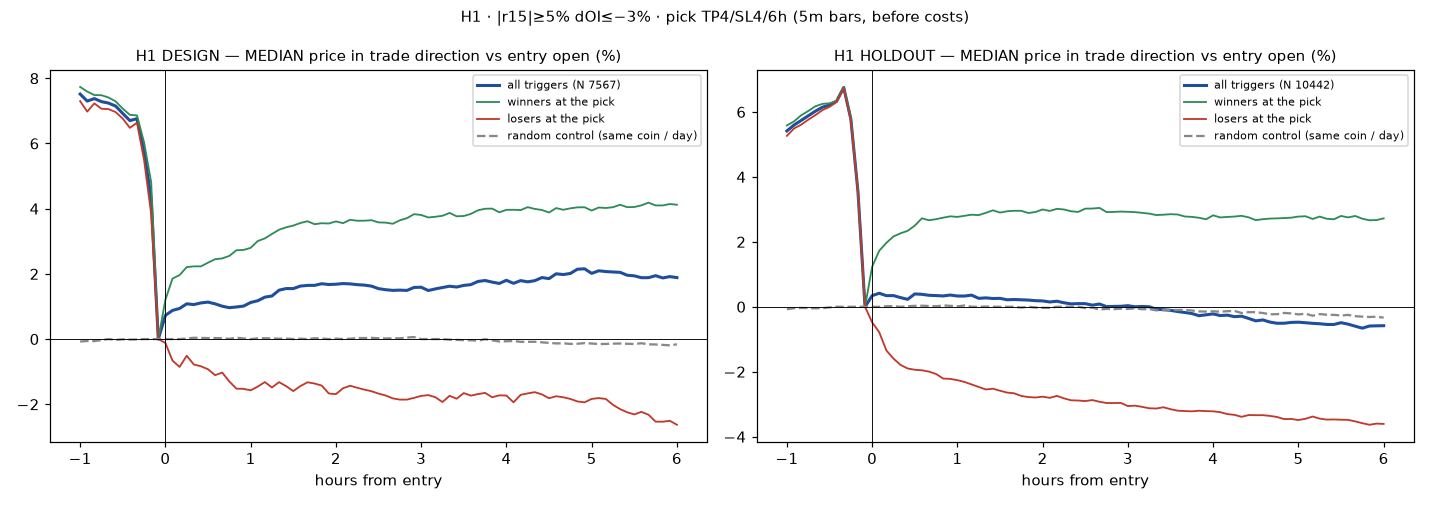 H1 · |r15|≥5% dOI≤−3% · pick TP4/SL4/6h (5m bars, before costs)
H1 DESIGN — MEDIAN price in trade direction vs entry open (%)
all triggers (N 7567)
winners at the pick
losers at the pick
random control (same coin / day)
8
6
4
2
0
−2
−1
0
1
2
3
4
5
6
hours from entry
H1 HOLDOUT — MEDIAN price in trade direction vs entry open (%)
all triggers (N 10442)
winners at the pick
losers at the pick
random control (same coin / day)
6
4
2
0
−2
−4
−1
0
1
2
3
4
5
6
hours from entry